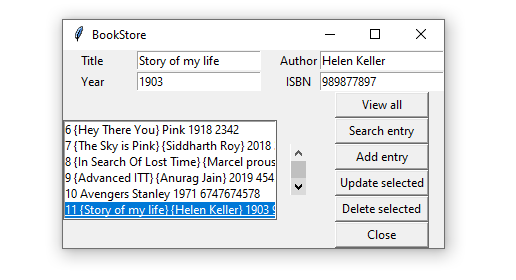 BookStore
Title Story of my life Author Helen Keller
Year 1903 ISBN 989877897
6 {Hey There You} Pink 1918 2342
7 {The Sky is Pink} {Siddharth Roy} 2018
8 {In Search Of Lost Time} {Marcel prous
9 {Advanced ITT} {Anurag Jain} 2019 454
10 Avengers Stanley 1971 6747674578
11 {Story of my life} {Helen Keller} 1903 9
View all
Search entry
Add entry
Update selected
Delete selected
Close